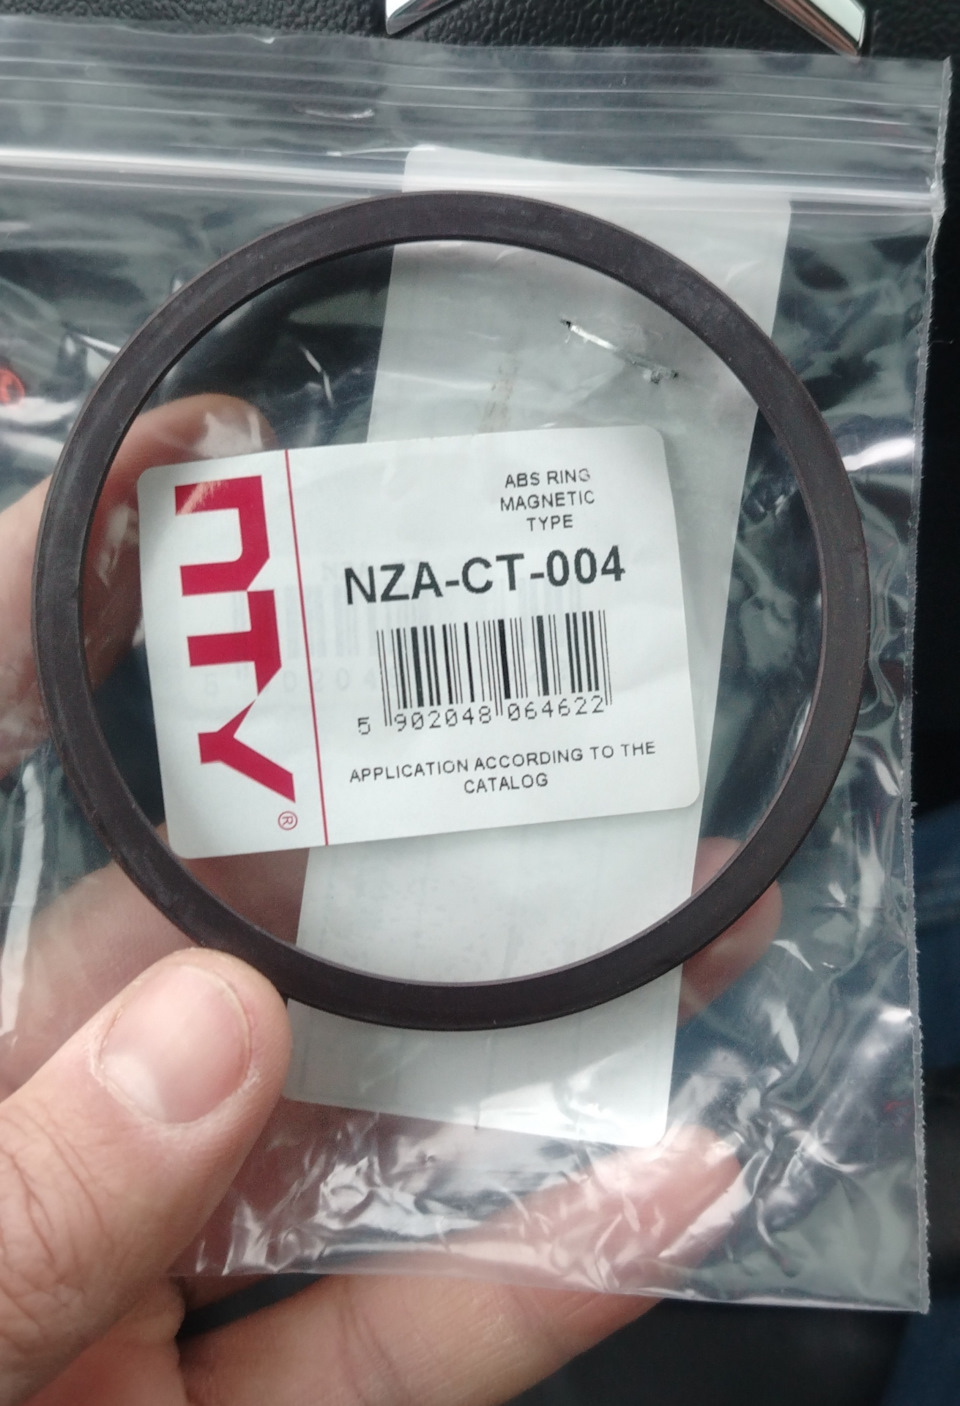 NTY®
ABS RING
MAGNETIC
TYPE
NZA-CT-004
5 902048 064622
APPLICATION ACCORDING TO THE
CATALOG